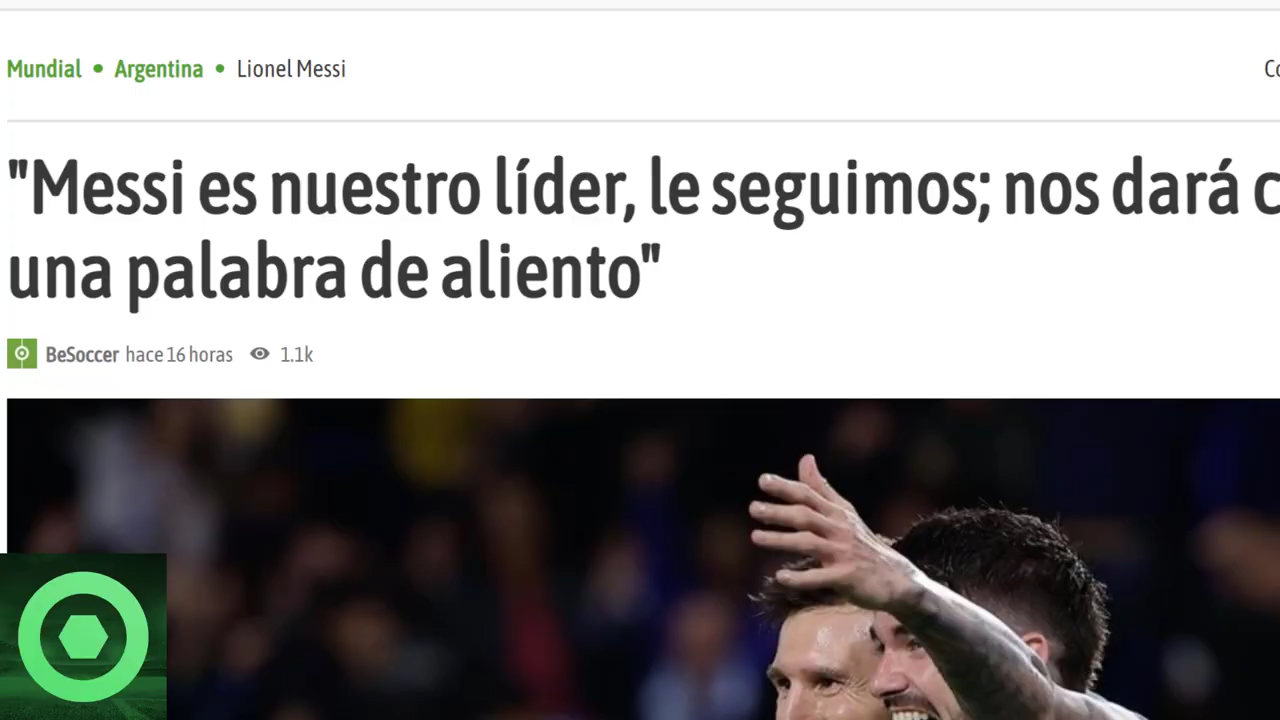 Mundial • Argentina • Lionel Messi
"Messi es nuestro líder, le seguimos; nos dará
una palabra de aliento"
BeSoccer hace 16 horas 1.1k